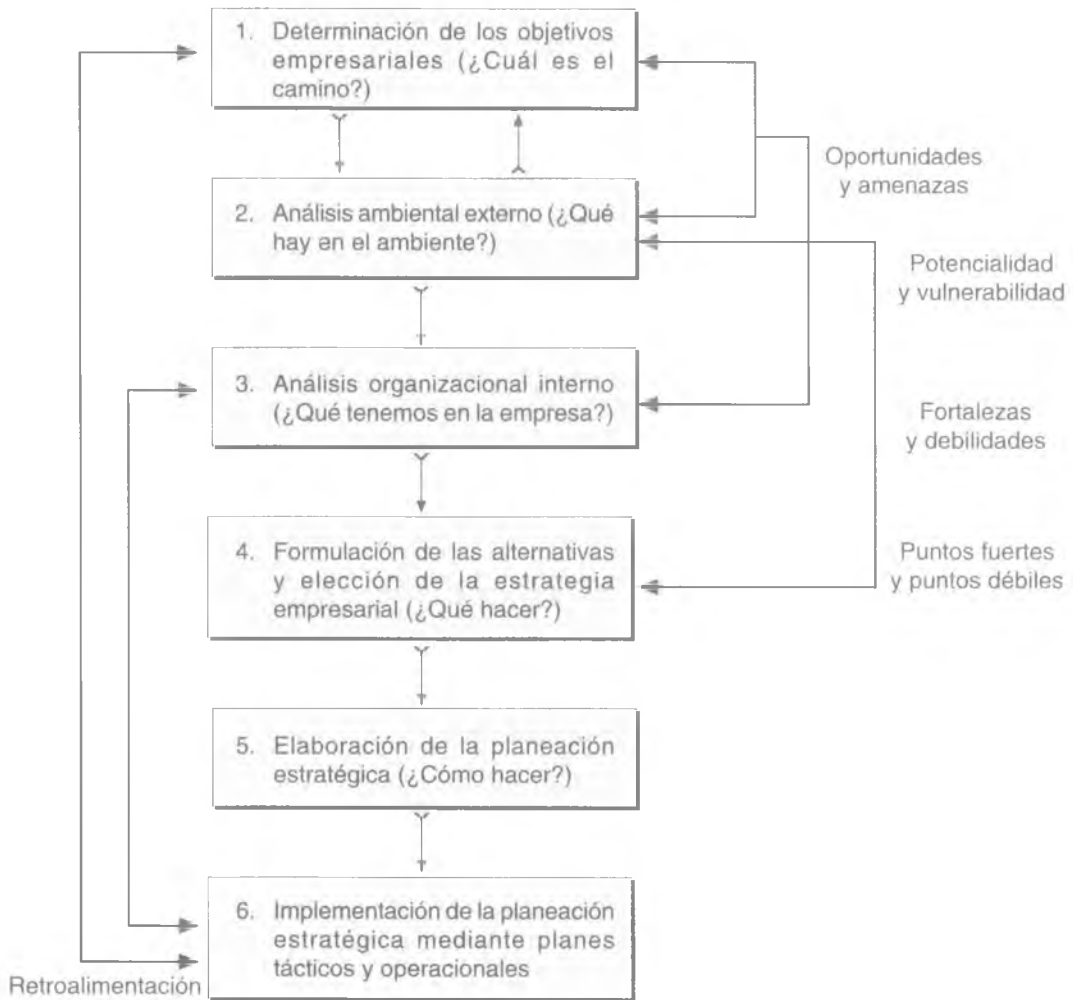 1. Determinación de los objetivos
empresariales (¿Cuál es el
camino?)
Oportunidades
y amenazas
2. Análisis ambiental externo (¿Qué
hay en el ambiente?)
Potencialidad
y vulnerabilidad
3. Análisis organizacional interno
(¿Qué tenemos en la empresa?)
Fortalezas
y debilidades
4. Formulación de las alternativas
y elección de la estrategia
empresarial (¿Qué hacer?)
Puntos fuertes
y puntos débiles
5. Elaboración de la planeación
estratégica (¿Cómo hacer?)
6. Implementación de la planeación
estratégica mediante planes
tácticos y operacionales
Retroalimentación